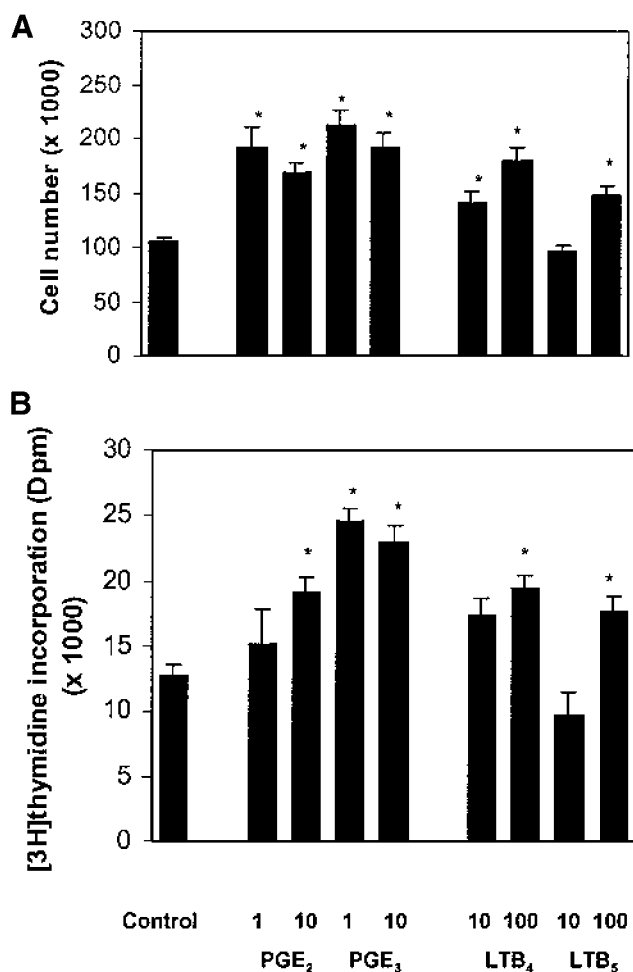 A
Cell number (x 1000)
300
250
200
150
100
50
0
* * * * * * *
B
[3H]thymidine incorporation (Dpm)
(x 1000)
30
25
20
15
10
5
0
* * * * *
Control 1 10 1 10 10 100 10 100
PGE₂ PGE₃ LTB₄ LTB₅